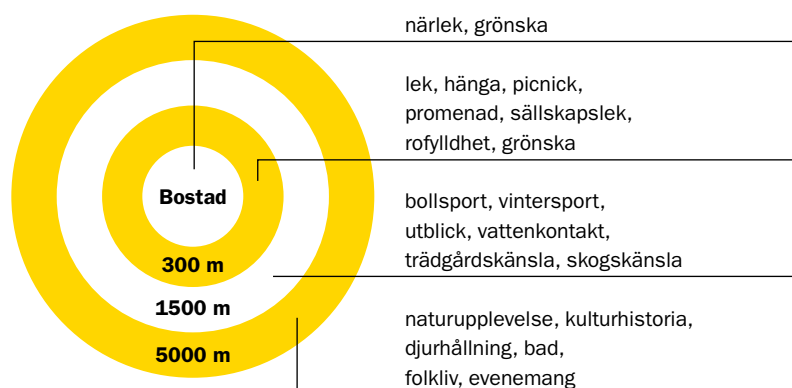 närlek, grönska
lek, hänga, picnick,
promenad, sällskapslek,
rofylldhet, grönska
Bostad
bollsport, vintersport,
utblick, vattenkontakt,
trädgårdskänsla, skogskänsla
300 m
1500 m
5000 m
naturupplevelse, kulturhistoria,
djurhållning, bad,
folkliv, evenemang